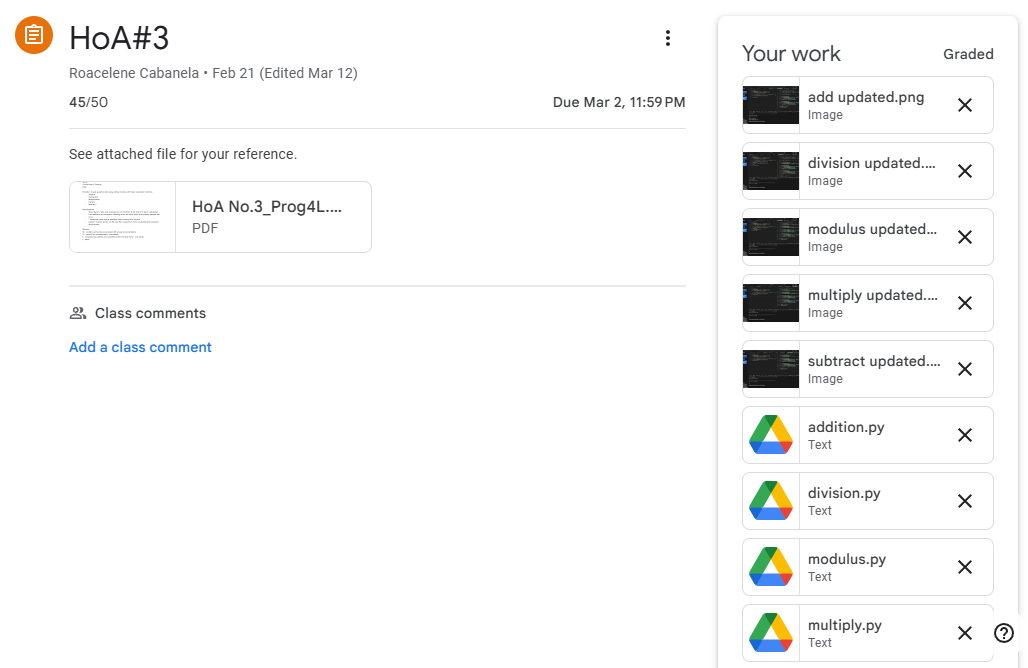 HoA#3
Roacelene Cabanela • Feb 21 (Edited Mar 12)
45/50
Due Mar 2, 11:59 PM
See attached file for your reference.
HoA No.3_Prog4L....
PDF
Class comments
Add a class comment
Your work
Graded
add updated.png
Image
division updated....
Image
modulus updated...
Image
multiply updated....
Image
subtract updated....
Image
addition.py
Text
division.py
Text
modulus.py
Text
multiply.py
Text